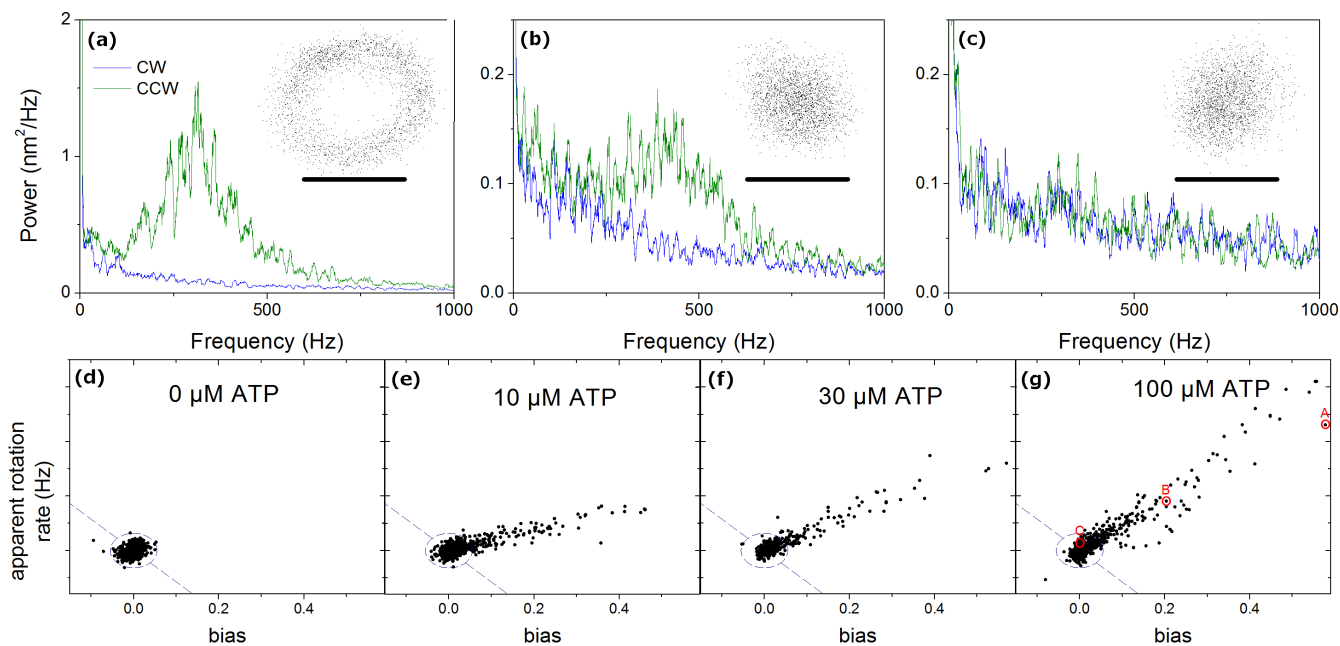 (a)
CW
CCW
2
1
0
0
500
1000
Power (nm²/Hz)
Frequency (Hz)
(b)
0.2
0.1
0.0
0
500
1000
Frequency (Hz)
(c)
0.2
0.1
0.0
0
500
1000
Frequency (Hz)
(d)
0 µM ATP
apparent rotation
rate (Hz)
0.0 0.2 0.4
bias
(e)
10 µM ATP
0.0 0.2 0.4
bias
(f)
30 µM ATP
0.0 0.2 0.4
bias
(g)
100 µM ATP
A
B
C
0.0 0.2 0.4
bias